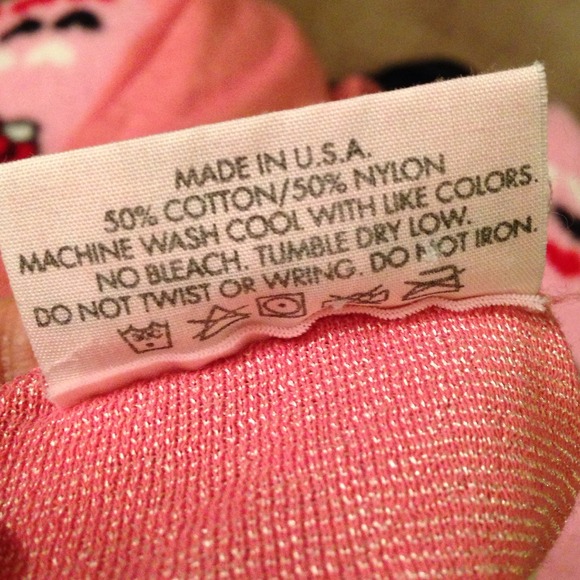 MADE IN U.S.A.
50% COTTON/50% NYLON
MACHINE WASH COOL WITH LIKE COLORS.
NO BLEACH. TUMBLE DRY LOW.
DO NOT TWIST OR WRING. DO NOT IRON.